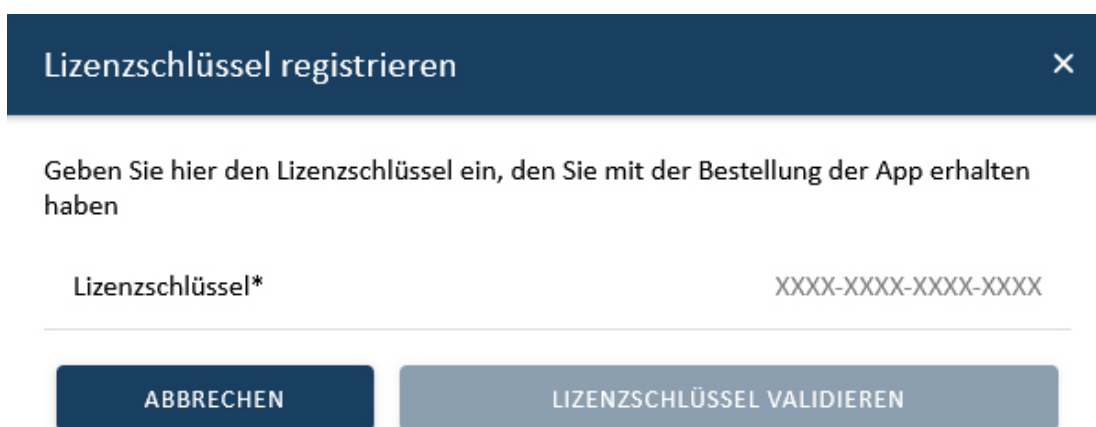 Lizenzschlüssel registrieren
Geben Sie hier den Lizenzschlüssel ein, den Sie mit der Bestellung der App erhalten
haben
Lizenzschlüssel* XXXX-XXXX-XXXX-XXXX
ABBRECHEN LIZENZSCHLÜSSEL VALIDIEREN